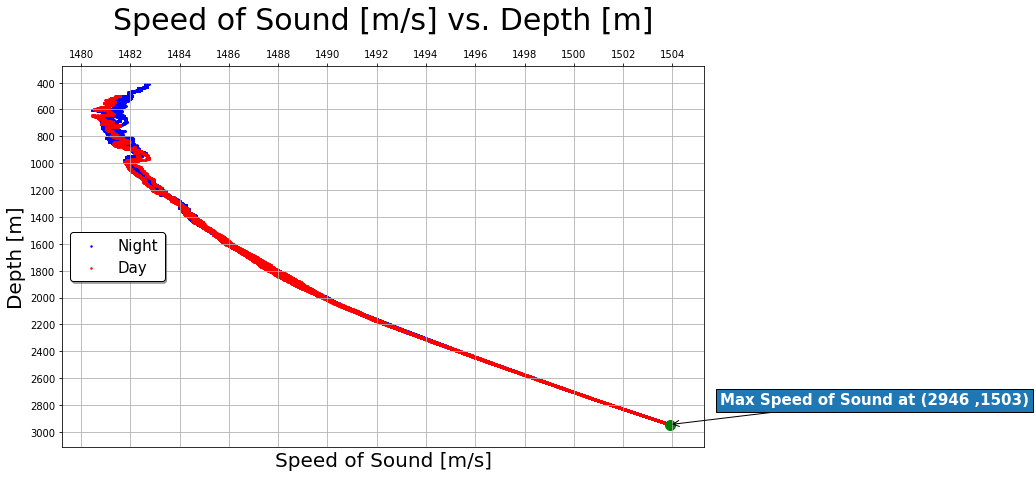 Speed of Sound [m/s] vs. Depth [m]
1480 1482 1484 1486 1488 1490 1492 1494 1496 1498 1500 1502 1504
400
600
800
1000
1200
1400
1600
1800
2000
2200
2400
2600
2800
3000
Depth [m]
Night
Day
Max Speed of Sound at (2946 ,1503)
Speed of Sound [m/s]